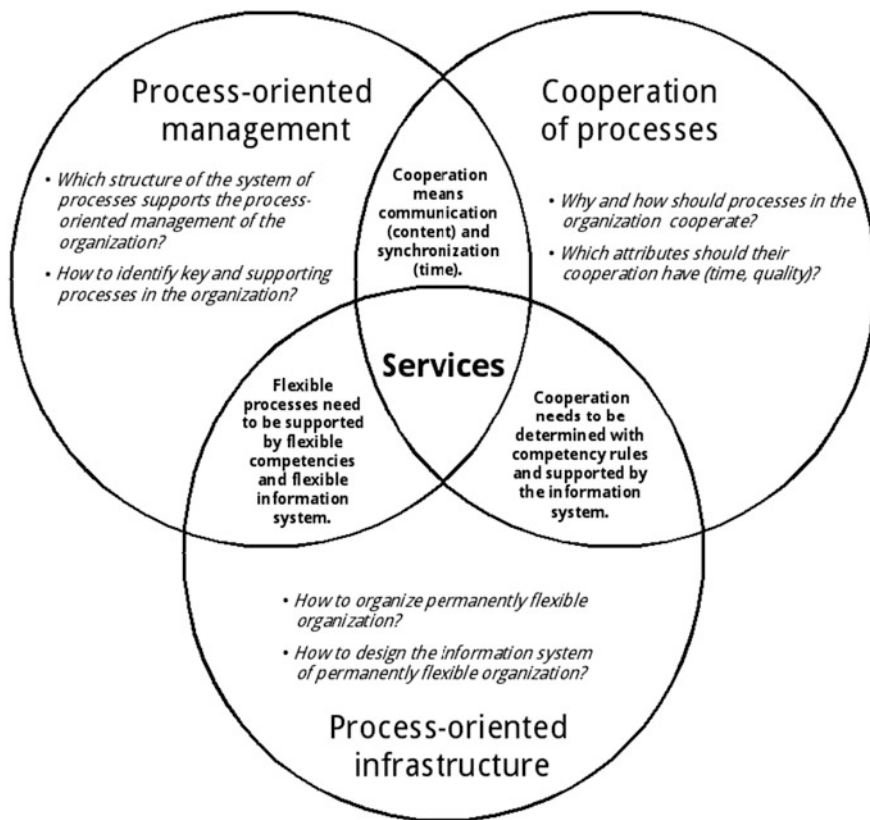 Process-oriented
management
• Which structure of the system of
processes supports the process-
oriented management of the
organization?
• How to identify key and supporting
processes in the organization?
Cooperation
of processes
• Why and how should processes in the
organization cooperate?
• Which attributes should their
cooperation have (time, quality)?
Cooperation
means
communication
(content) and
synchronization
(time).
Services
Flexible
processes need
to be supported
by flexible
competencies
and flexible
information
system.
Cooperation
needs to be
determined with
competency rules
and supported by
the information
system.
• How to organize permanently flexible
organization?
• How to design the information system
of permanently flexible organization?
Process-oriented
infrastructure